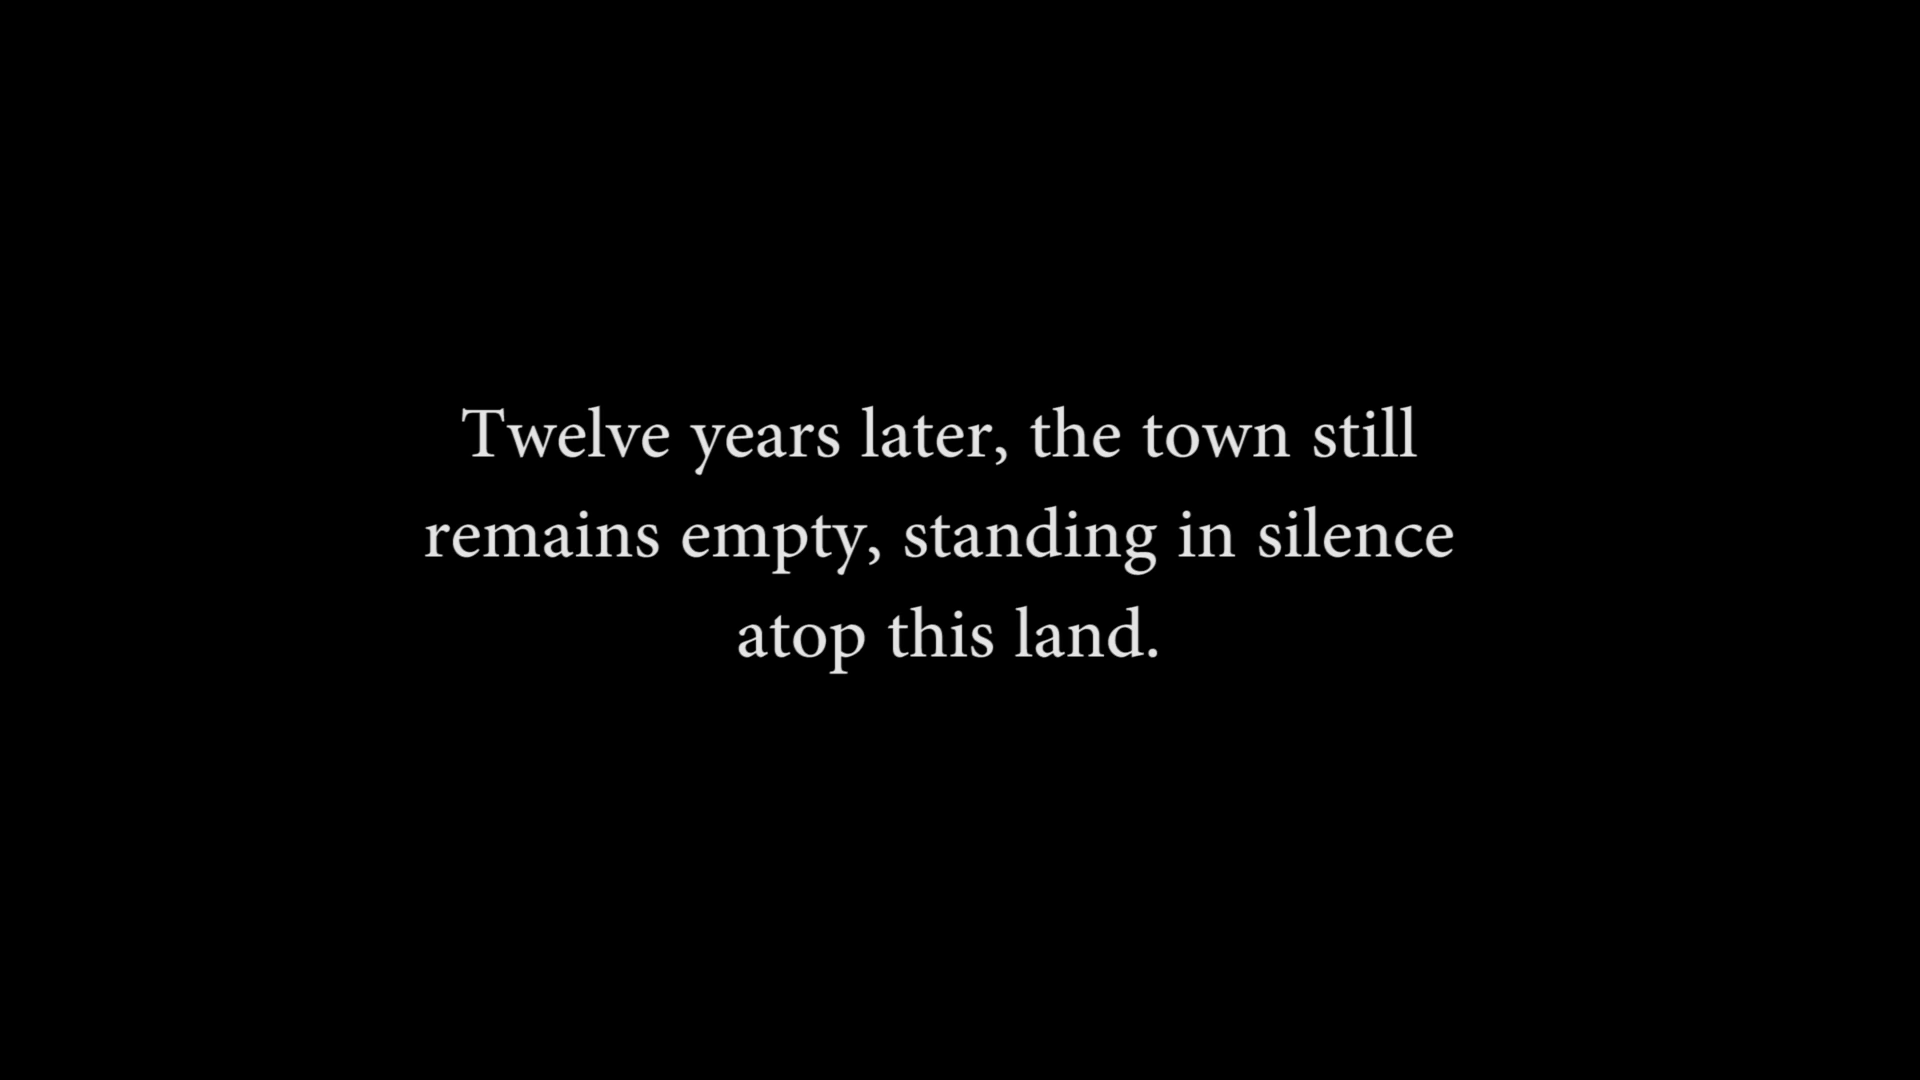 Twelve years later, the town still
remains empty, standing in silence
atop this land.